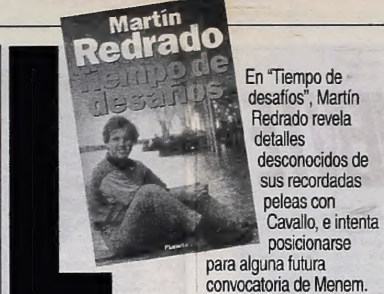 Martín
Redrado
Tiempo de
desafíos
Planeta
En "Tiempo de
desafíos", Martín
Redrado revela
detalles
desconocidos de
sus recordadas
peleas con
Cavallo, e intenta
posicionarse
para alguna futura
convocatoria de Menem.